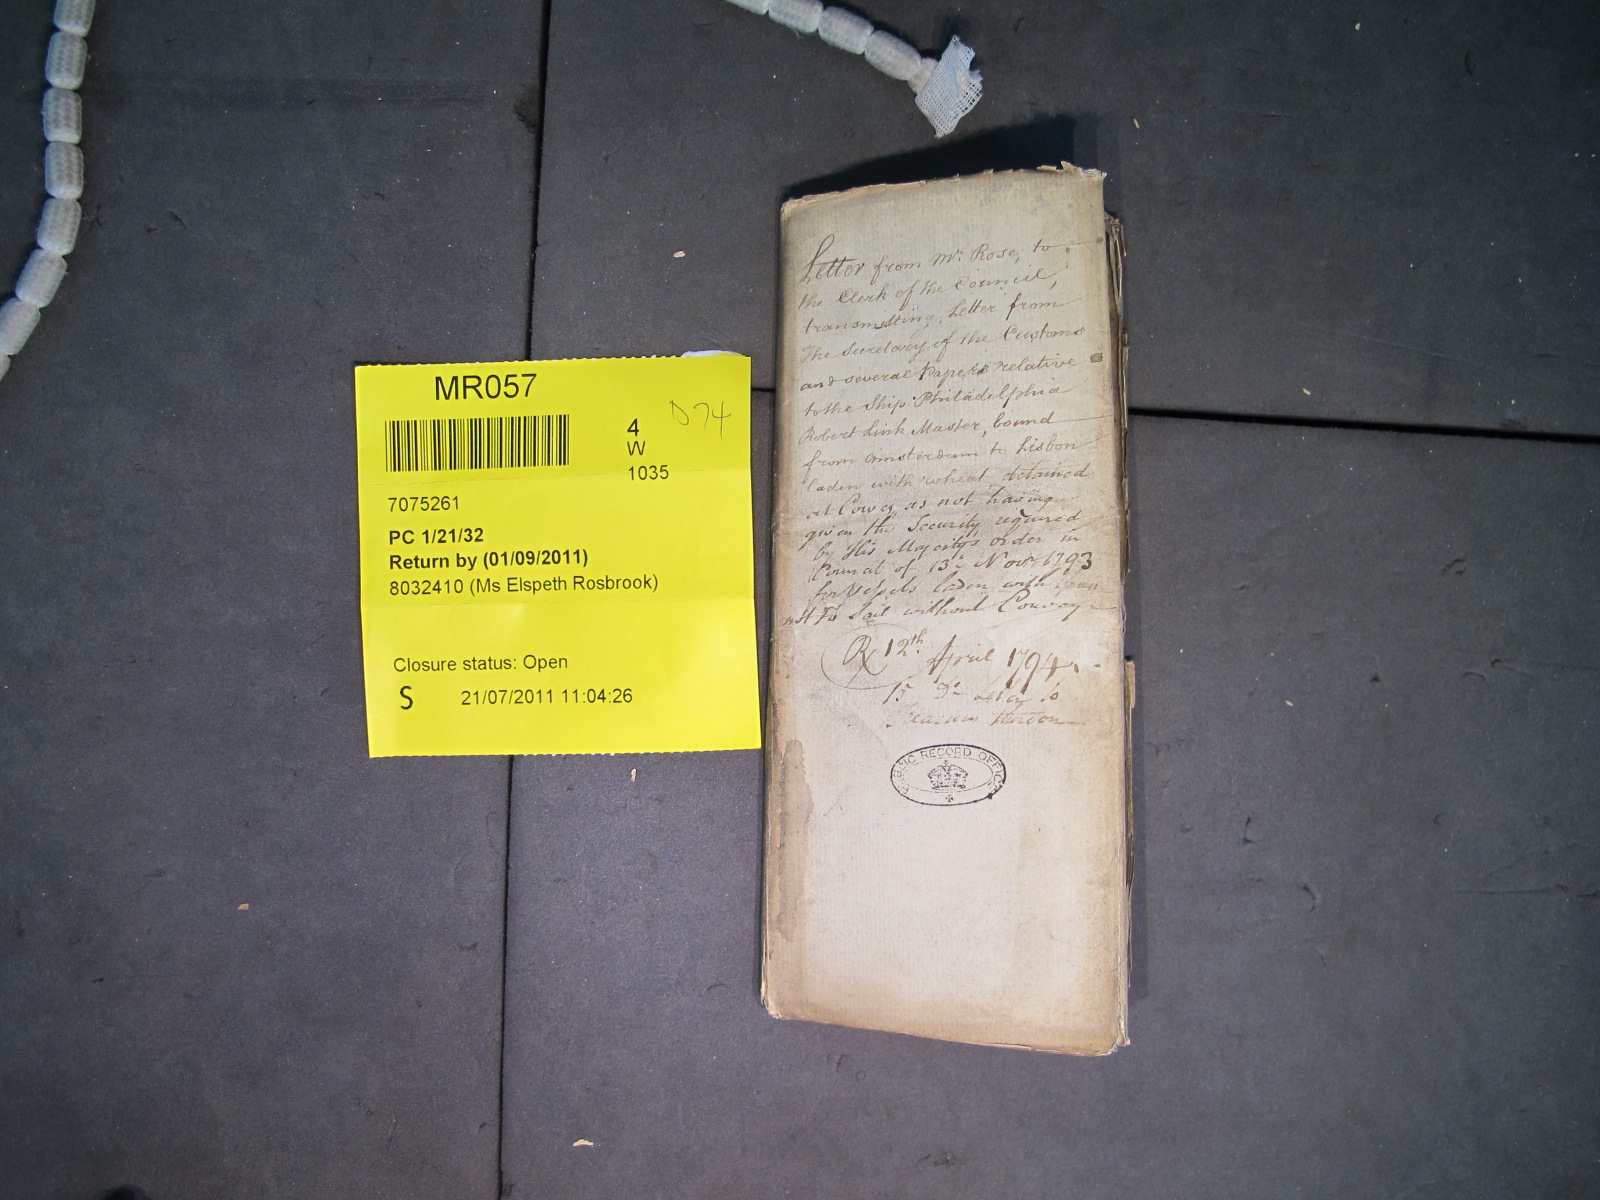 MR057
D74
4
W
1035
7075261
PC 1/21/32
Return by (01/09/2011)
8032410 (Ms Elspeth Rosbrook)
Closure status: Open
S 21/07/2011 11:04:26
Letter from Mr. Rose, to
the Clerk of the Council,
transmitting, Letter from
the Secretary of the Customs
and several Papers relative
to the Ship Philadelphia
Robert Link Master, bound
from Amsterdam to Lisbon
laden with wheat, detained
at Cowes, as not having
given the Security required
by His Majesty's order in
Council of 13th Novr 1793
for Vessels laden with
not to Sail without Convoy
12th April 1794
15 Do
PUBLIC RECORD OFFICE